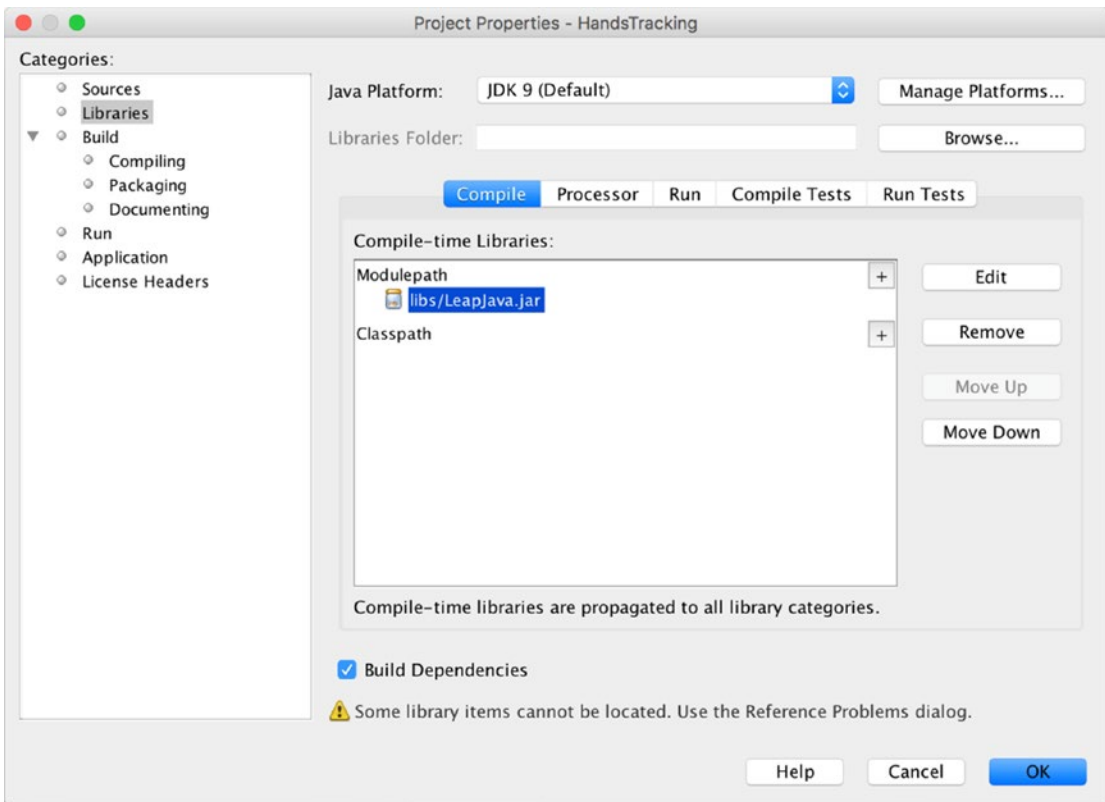 Project Properties - HandsTracking
Categories:
Sources
Libraries
Build
Compiling
Packaging
Documenting
Run
Application
License Headers
Java Platform: JDK 9 (Default) Manage Platforms...
Libraries Folder: Browse...
Compile Processor Run Compile Tests Run Tests
Compile-time Libraries:
Modulepath + Edit
libs/LeapJava.jar
Classpath + Remove
Move Up
Move Down
Compile-time libraries are propagated to all library categories.
Build Dependencies
Some library items cannot be located. Use the Reference Problems dialog.
Help Cancel OK